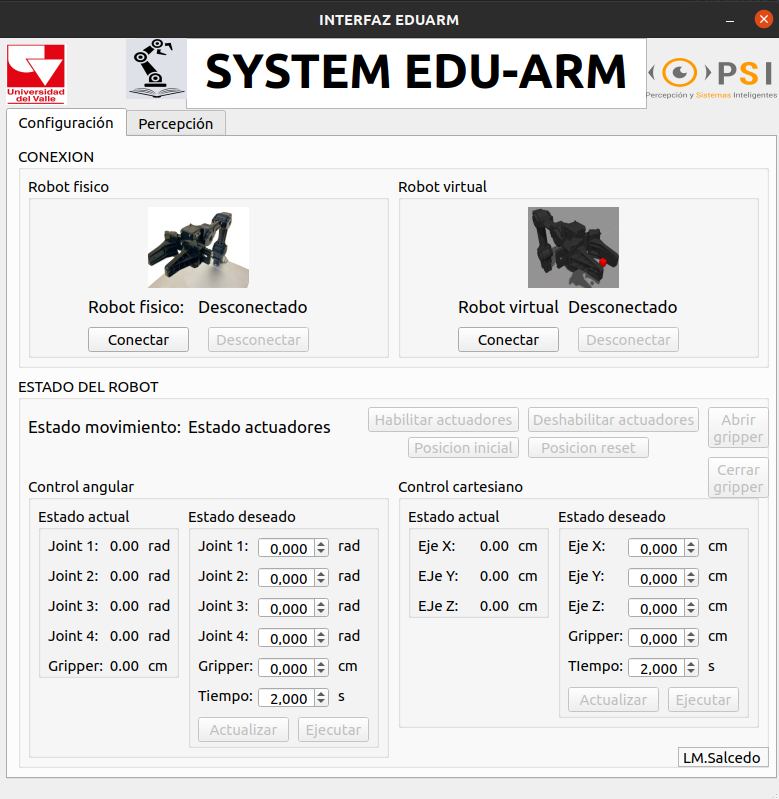 INTERFAZ EDUARM
Universidad
del Valle
SYSTEM EDU-ARM
PSI
Percepción y Sistemas Inteligentes
Configuración
Percepción
CONEXION
Robot fisico
Robot fisico: Desconectado
Conectar
Desconectar
Robot virtual
Robot virtual Desconectado
Conectar
Desconectar
ESTADO DEL ROBOT
Estado movimiento: Estado actuadores
Habilitar actuadores
Deshabilitar actuadores
Abrir
gripper
Posicion inicial
Posicion reset
Cerrar
gripper
Control angular
Estado actual
Joint 1: 0.00 rad
Joint 2: 0.00 rad
Joint 3: 0.00 rad
Joint 4: 0.00 rad
Gripper: 0.00 cm
Estado deseado
Joint 1: 0,000 rad
Joint 2: 0,000 rad
Joint 3: 0,000 rad
Joint 4: 0,000 rad
Gripper: 0,000 cm
Tiempo: 2,000 s
Actualizar
Ejecutar
Control cartesiano
Estado actual
Eje X: 0.00 cm
EJe Y: 0.00 cm
EJe Z: 0.00 cm
Estado deseado
Eje X: 0,000 cm
Eje Y: 0,000 cm
Eje Z: 0,000 cm
Gripper: 0,000 cm
TIempo: 2,000 s
Actualizar
Ejecutar
LM.Salcedo